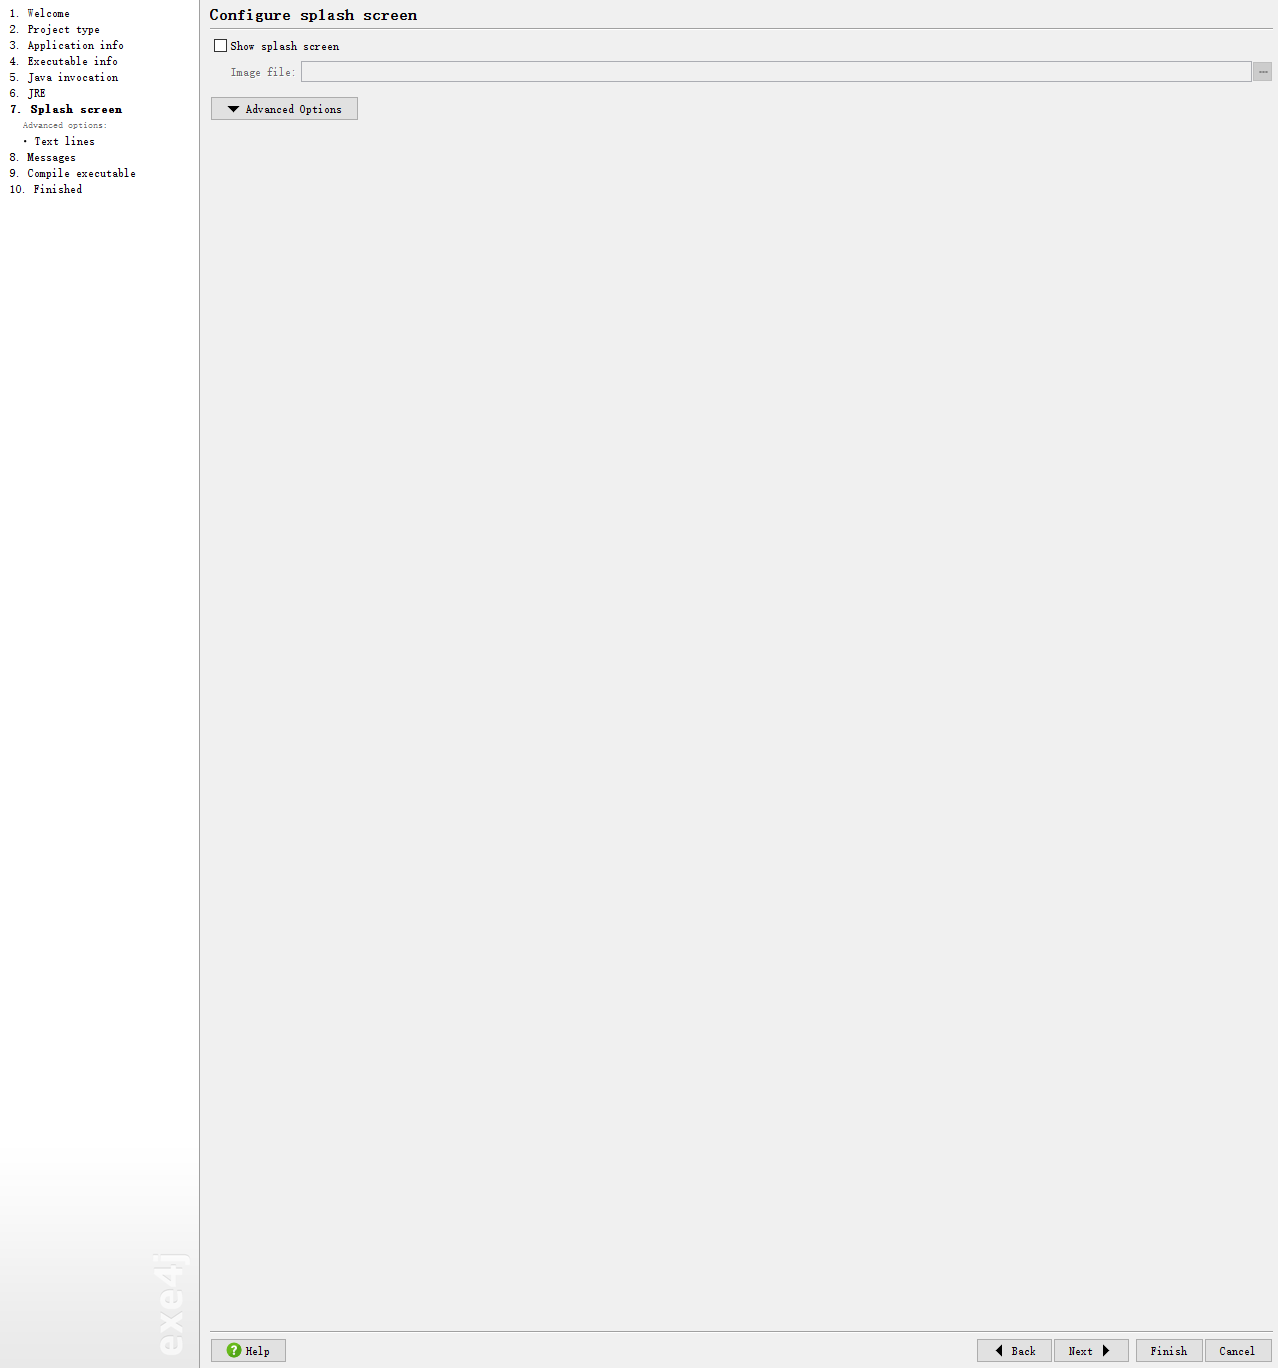 1. Welcome
2. Project type
3. Application info
4. Executable info
5. Java invocation
6. JRE
7. Splash screen
Advanced options:
· Text lines
8. Messages
9. Compile executable
10. Finished
exe4j
Configure splash screen
Show splash screen
Image file:
...
Advanced Options
? Help
Back
Next
Finish
Cancel